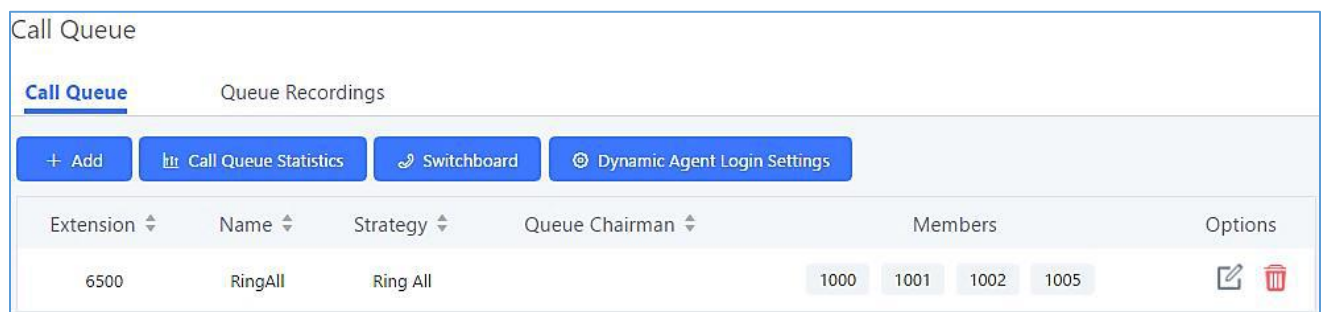 Call Queue
Call Queue Queue Recordings
+ Add Call Queue Statistics Switchboard Dynamic Agent Login Settings
Extension Name Strategy Queue Chairman Members Options
6500 RingAll Ring All 1000 1001 1002 1005